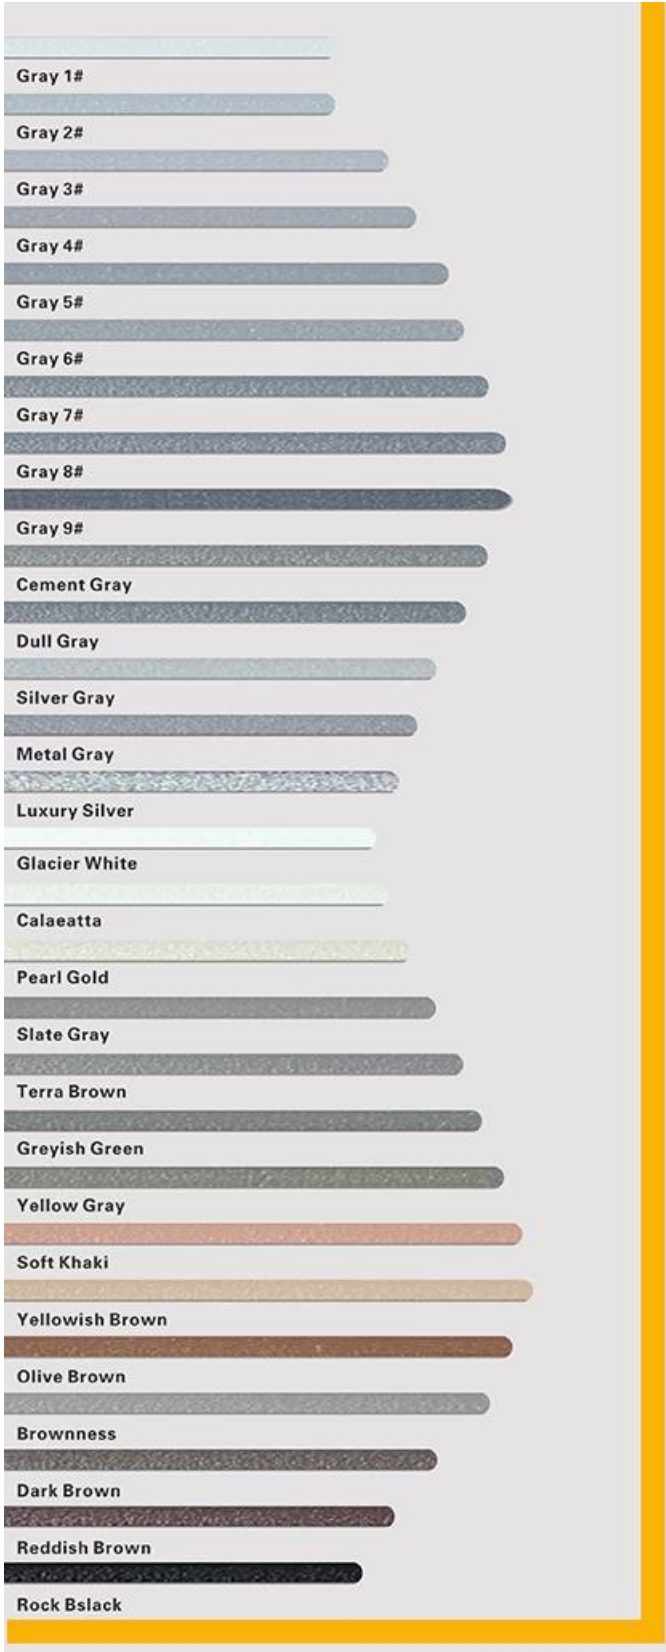 Gray 1#
Gray 2#
Gray 3#
Gray 4#
Gray 5#
Gray 6#
Gray 7#
Gray 8#
Gray 9#
Cement Gray
Dull Gray
Silver Gray
Metal Gray
Luxury Silver
Glacier White
Calaeatta
Pearl Gold
Slate Gray
Terra Brown
Greyish Green
Yellow Gray
Soft Khaki
Yellowish Brown
Olive Brown
Brownness
Dark Brown
Reddish Brown
Rock Bslack